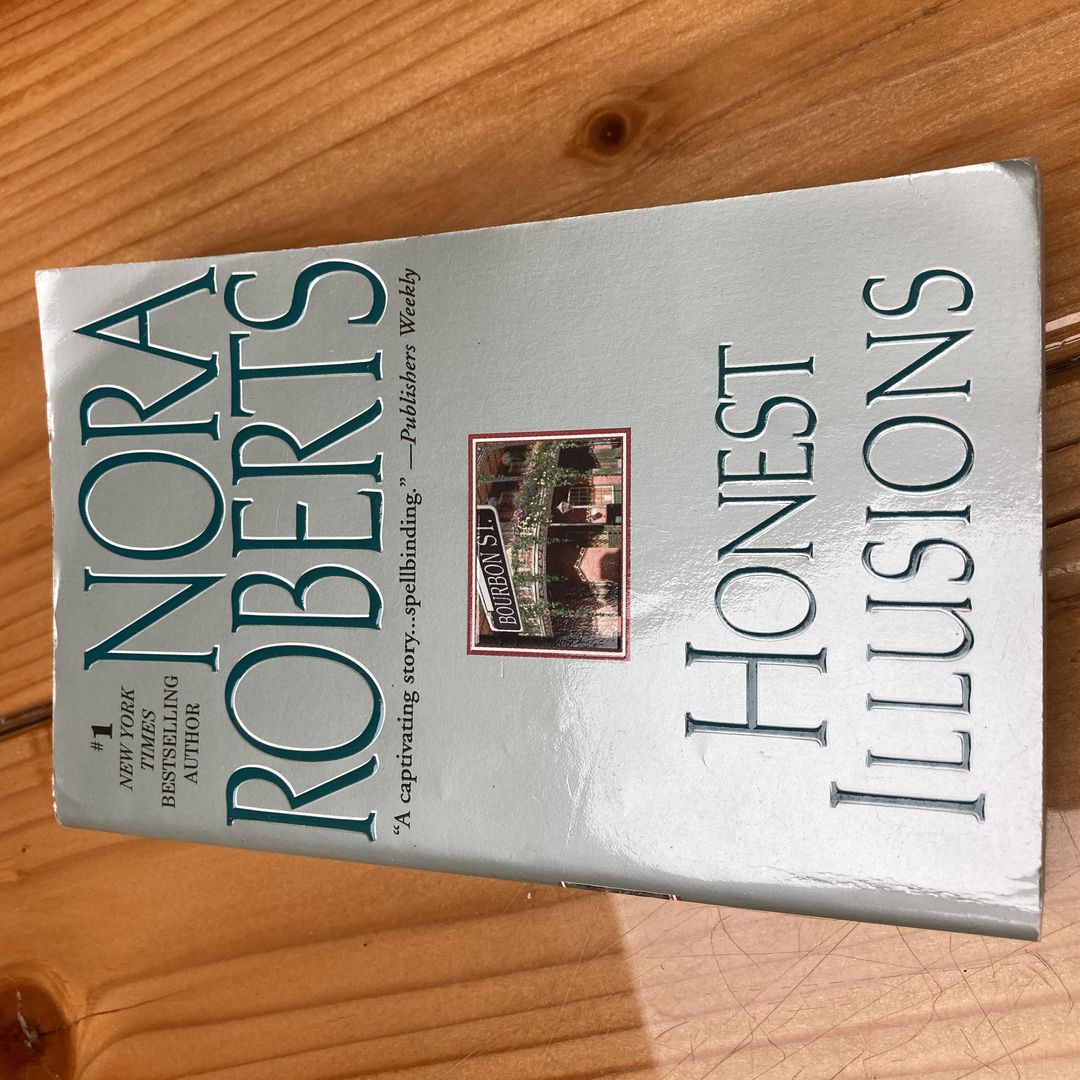 #1
NEW YORK
TIMES
BESTSELLING
AUTHOR
NORA
ROBERTS
“A captivating story...spellbinding.” —Publishers Weekly
BOURBON ST.
HONEST
ILLUSIONS